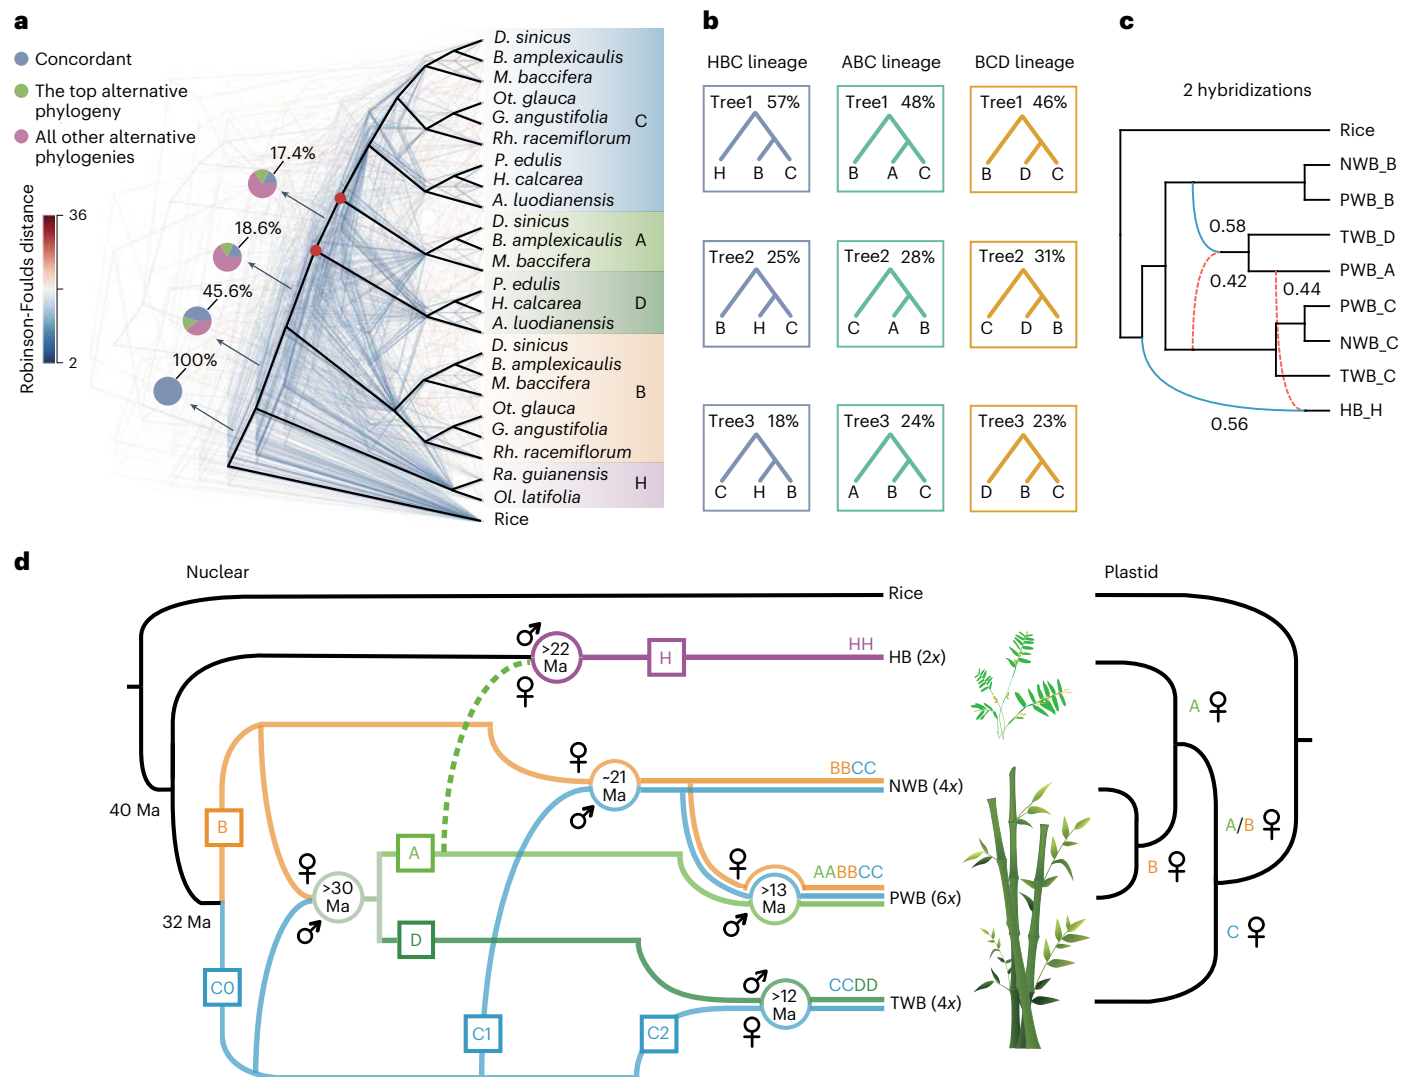 a
Concordant
The top alternative
phylogeny
All other alternative
phylogenies
Robinson-Foulds distance
36
2
17.4%
18.6%
45.6%
100%
D. sinicus
B. amplexicaulis
M. baccifera
Ot. glauca
G. angustifolia
Rh. racemiflorum
P. edulis
H. calcarea
A. luodianensis
C
D. sinicus
B. amplexicaulis
M. baccifera
A
P. edulis
H. calcarea
A. luodianensis
D
D. sinicus
B. amplexicaulis
M. baccifera
Ot. glauca
G. angustifolia
Rh. racemiflorum
B
Ra. guianensis
Ol. latifolia
H
Rice
b
HBC lineage ABC lineage BCD lineage
Tree1 57% Tree1 48% Tree1 46%
H B C B A C B D C
Tree2 25% Tree2 28% Tree2 31%
B H C C A B C D B
Tree3 18% Tree3 24% Tree3 23%
C H B A B C D B C
c
2 hybridizations
Rice
NWB_B
PWB_B
TWB_D
PWB_A
PWB_C
NWB_C
TWB_C
HB_H
0.58
0.42
0.44
0.56
d
Nuclear
Plastid
Rice
♂
>22
Ma
♀
H
HH
HB (2x)
40 Ma
B
♀
~21
Ma
♂
BBCC
NWB (4x)
32 Ma
♀
>30
Ma
♂
A
♀
>13
Ma
♂
AABBCC
PWB (6x)
D
♂
>12
Ma
♀
CCDD
TWB (4x)
C0
C1
C2
A ♀
A/B ♀
B ♀
C ♀